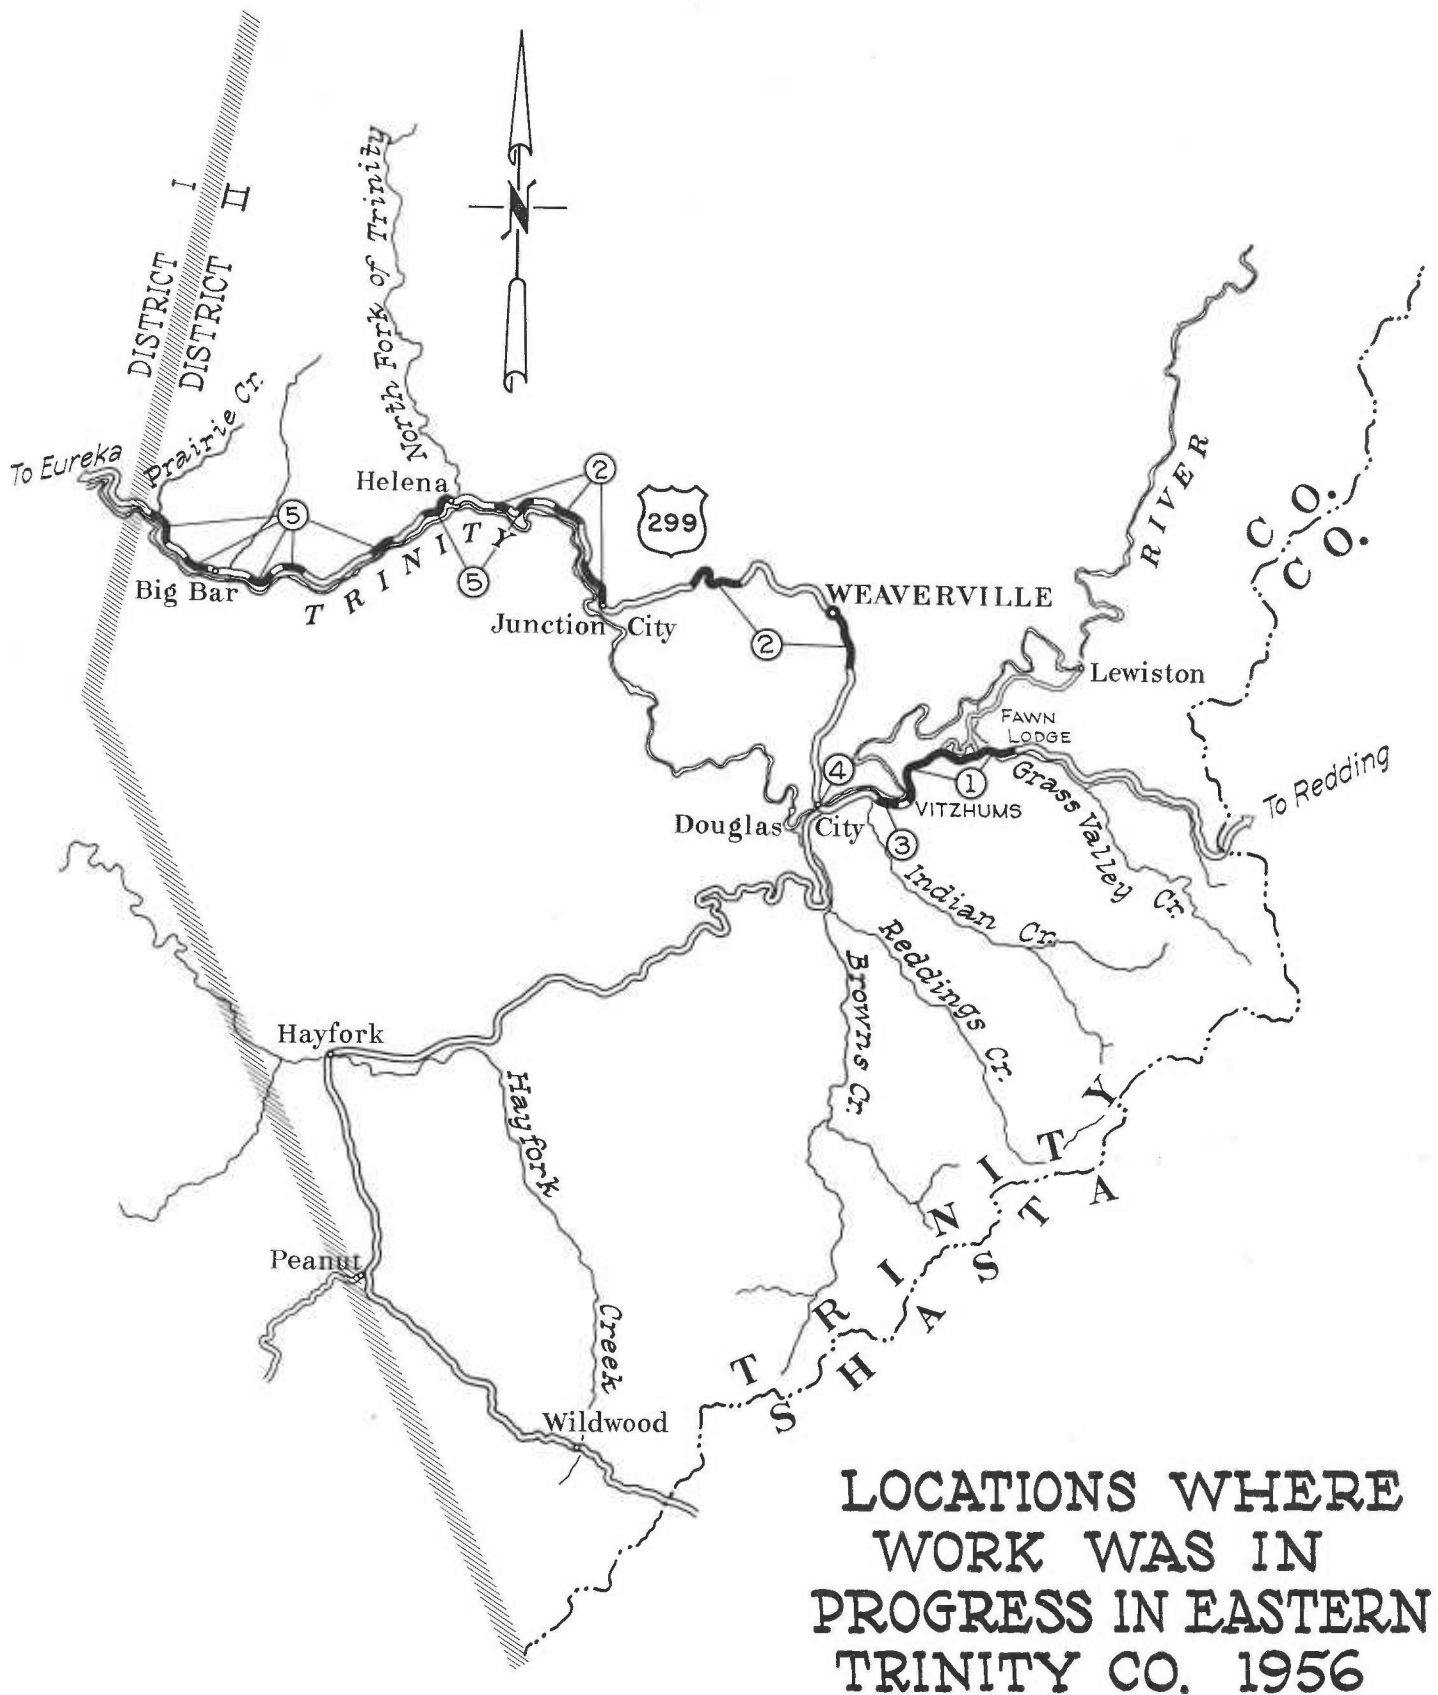 I
II
DISTRICT
DISTRICT
N
North Fork of Trinity
Prairie Cr.
To Eureka
Helena
2
299
5
5
Big Bar
TRINITY
RIVER
CO.
CO.
Junction City
WEAVERVILLE
2
Lewiston
FAWN
LODGE
4
1
To Redding
Grass Valley Cr.
VITZHUMS
Douglas City
3
Indian Cr.
Reddings Cr.
Browns Cr.
Hayfork
Hayfork Creek
Peanut
Wildwood
TRINITY
SHASTA
LOCATIONS WHERE
WORK WAS IN
PROGRESS IN EASTERN
TRINITY CO. 1956